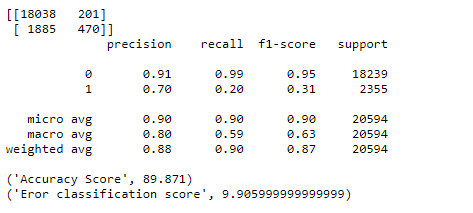 [[18038 201]
[ 1885 470]]
precision recall f1-score support
0 0.91 0.99 0.95 18239
1 0.70 0.20 0.31 2355
micro avg 0.90 0.90 0.90 20594
macro avg 0.80 0.59 0.63 20594
weighted avg 0.88 0.90 0.87 20594
('Accuracy Score', 89.871)
('Eror classification score', 9.905999999999999)